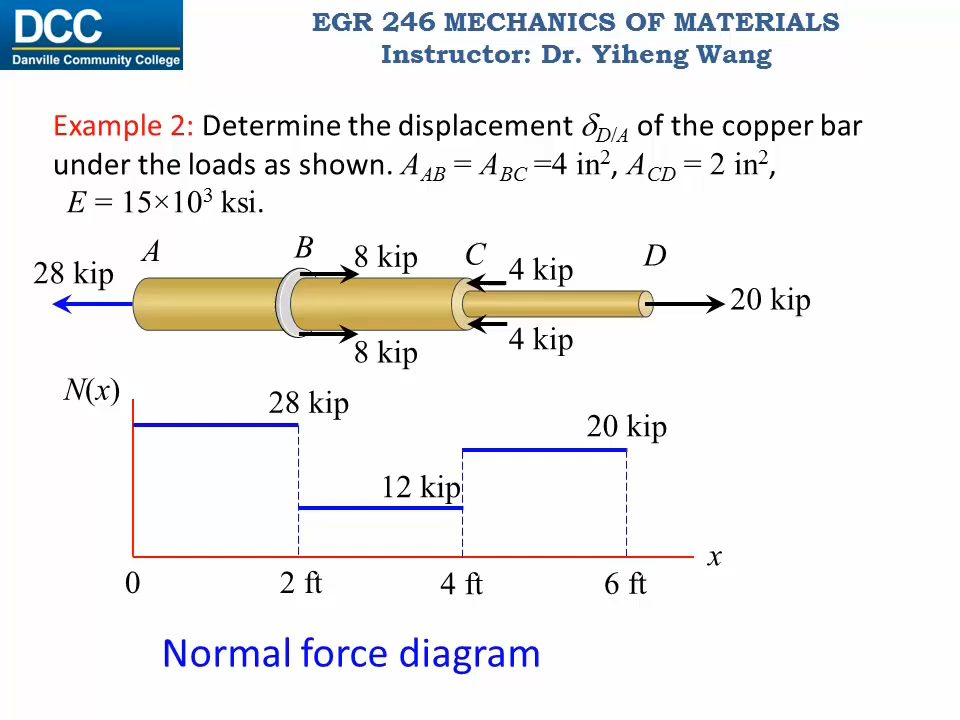 DCC
Danville Community College
EGR 246 MECHANICS OF MATERIALS
Instructor: Dr. Yiheng Wang
Example 2: Determine the displacement δ_D/A of the copper bar
under the loads as shown. A_AB = A_BC =4 in², A_CD = 2 in²,
E = 15×10³ ksi.
A
B
8 kip
C
4 kip
D
28 kip
20 kip
8 kip
4 kip
N(x)
28 kip
20 kip
12 kip
x
0
2 ft
4 ft
6 ft
Normal force diagram